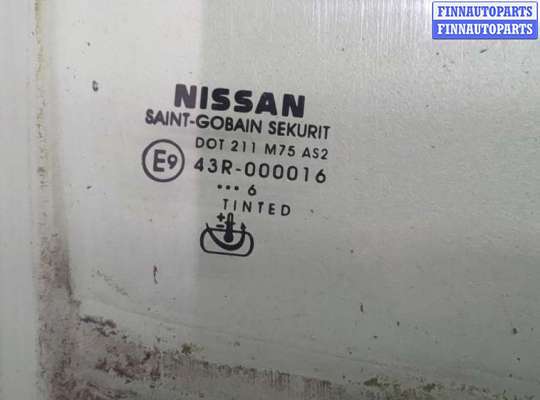 FINNAUTOPARTS
FINNAUTOPARTS
NISSAN
SAINT-GOBAIN SEKURIT
DOT 211 M75 AS2
E9 43R-000016
••• 6
TINTED